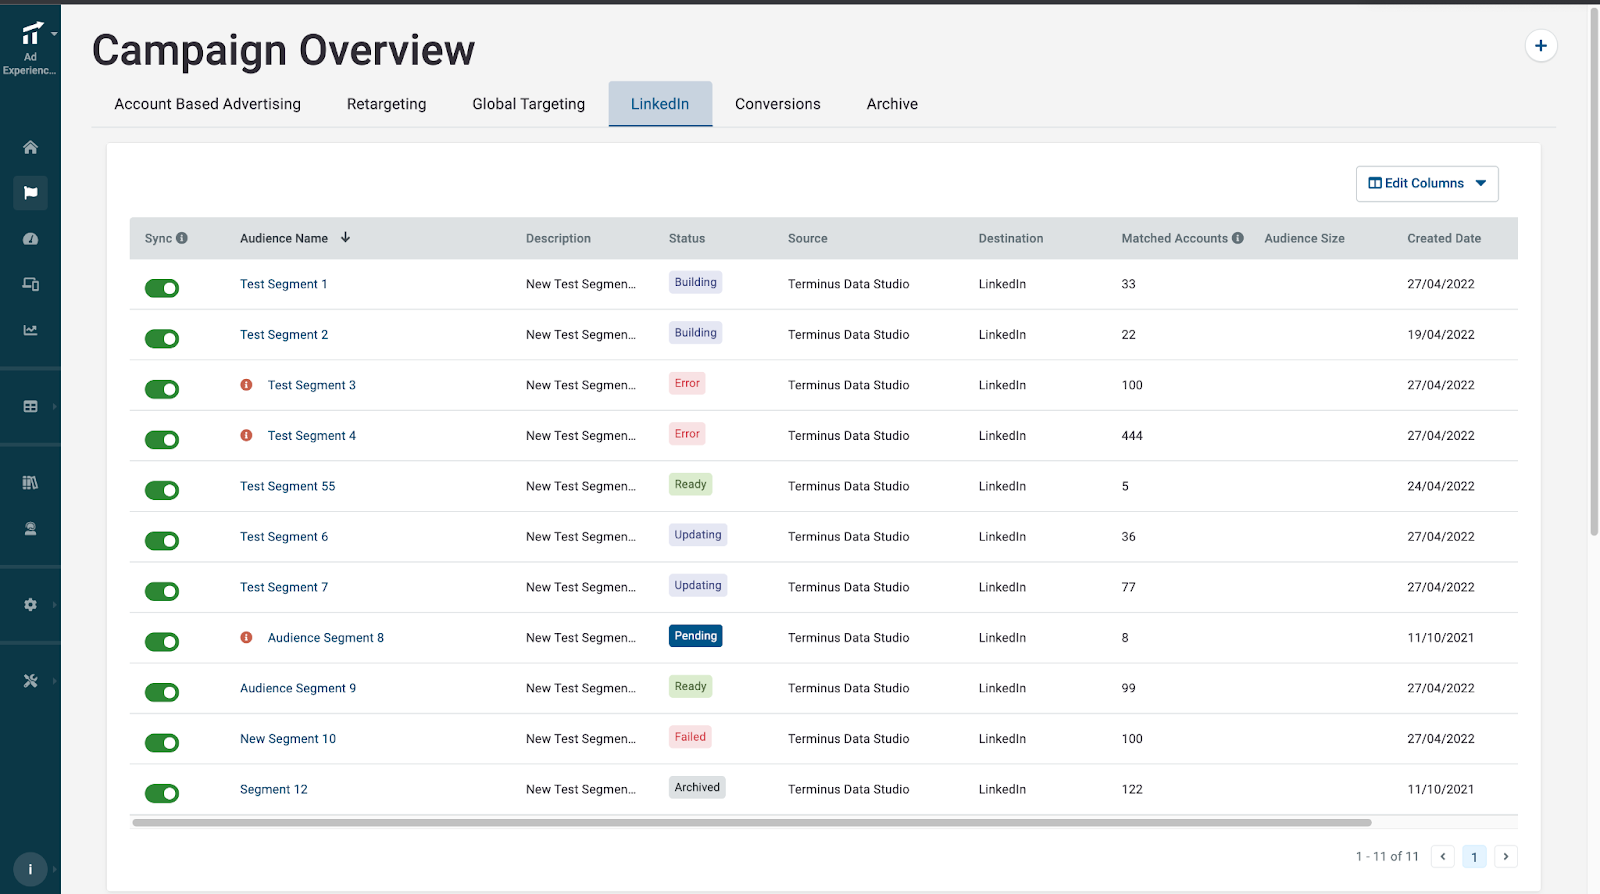 Ad
Experienc...
Campaign Overview
Account Based Advertising Retargeting Global Targeting LinkedIn Conversions Archive
Edit Columns
Sync Audience Name Description Status Source Destination Matched Accounts Audience Size Created Date
Test Segment 1 New Test Segmen... Building Terminus Data Studio LinkedIn 33 27/04/2022
Test Segment 2 New Test Segmen... Building Terminus Data Studio LinkedIn 22 19/04/2022
Test Segment 3 New Test Segmen... Error Terminus Data Studio LinkedIn 100 27/04/2022
Test Segment 4 New Test Segmen... Error Terminus Data Studio LinkedIn 444 27/04/2022
Test Segment 55 New Test Segmen... Ready Terminus Data Studio LinkedIn 5 24/04/2022
Test Segment 6 New Test Segmen... Updating Terminus Data Studio LinkedIn 36 27/04/2022
Test Segment 7 New Test Segmen... Updating Terminus Data Studio LinkedIn 77 27/04/2022
Audience Segment 8 New Test Segmen... Pending Terminus Data Studio LinkedIn 8 11/10/2021
Audience Segment 9 New Test Segmen... Ready Terminus Data Studio LinkedIn 99 27/04/2022
New Segment 10 New Test Segmen... Failed Terminus Data Studio LinkedIn 100 27/04/2022
Segment 12 New Test Segmen... Archived Terminus Data Studio LinkedIn 122 11/10/2021
1 - 11 of 11 1